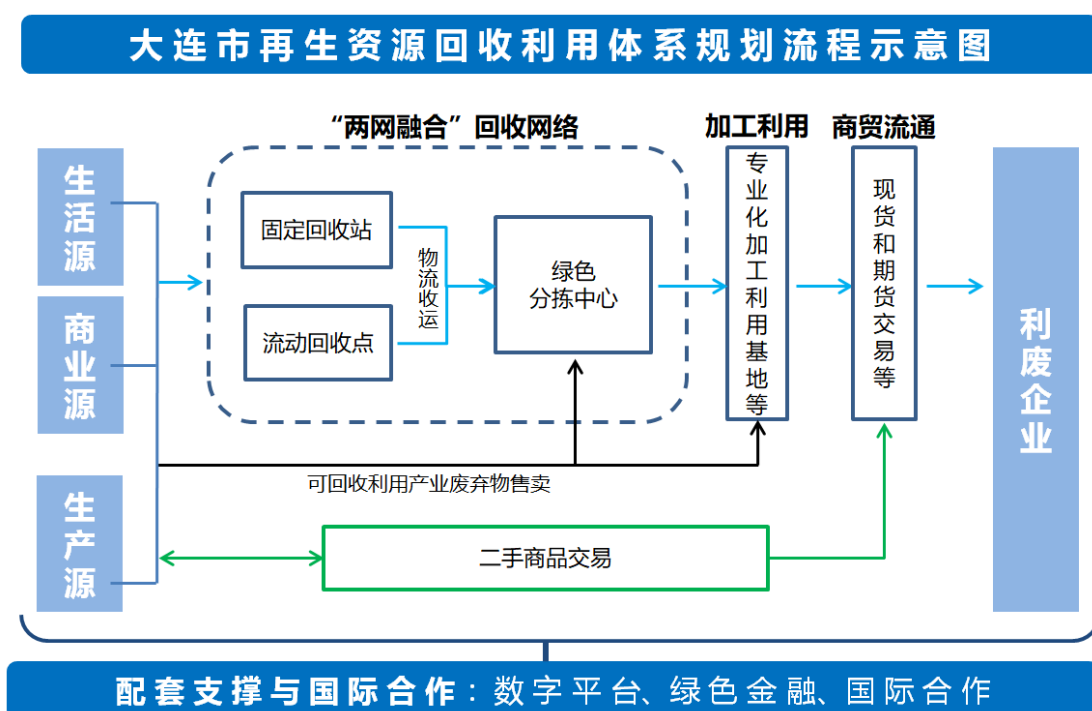 大连市再生资源回收利用体系规划流程示意图
“两网融合”回收网络
加工利用
商贸流通
生活源
商业源
生产源
固定回收站
流动回收点
物流收运
绿色
分拣中心
专业化加工利用基地等
现货和期货交易等
利废企业
可回收利用产业废弃物售卖
二手商品交易
配套支撑与国际合作：数字平台、绿色金融、国际合作